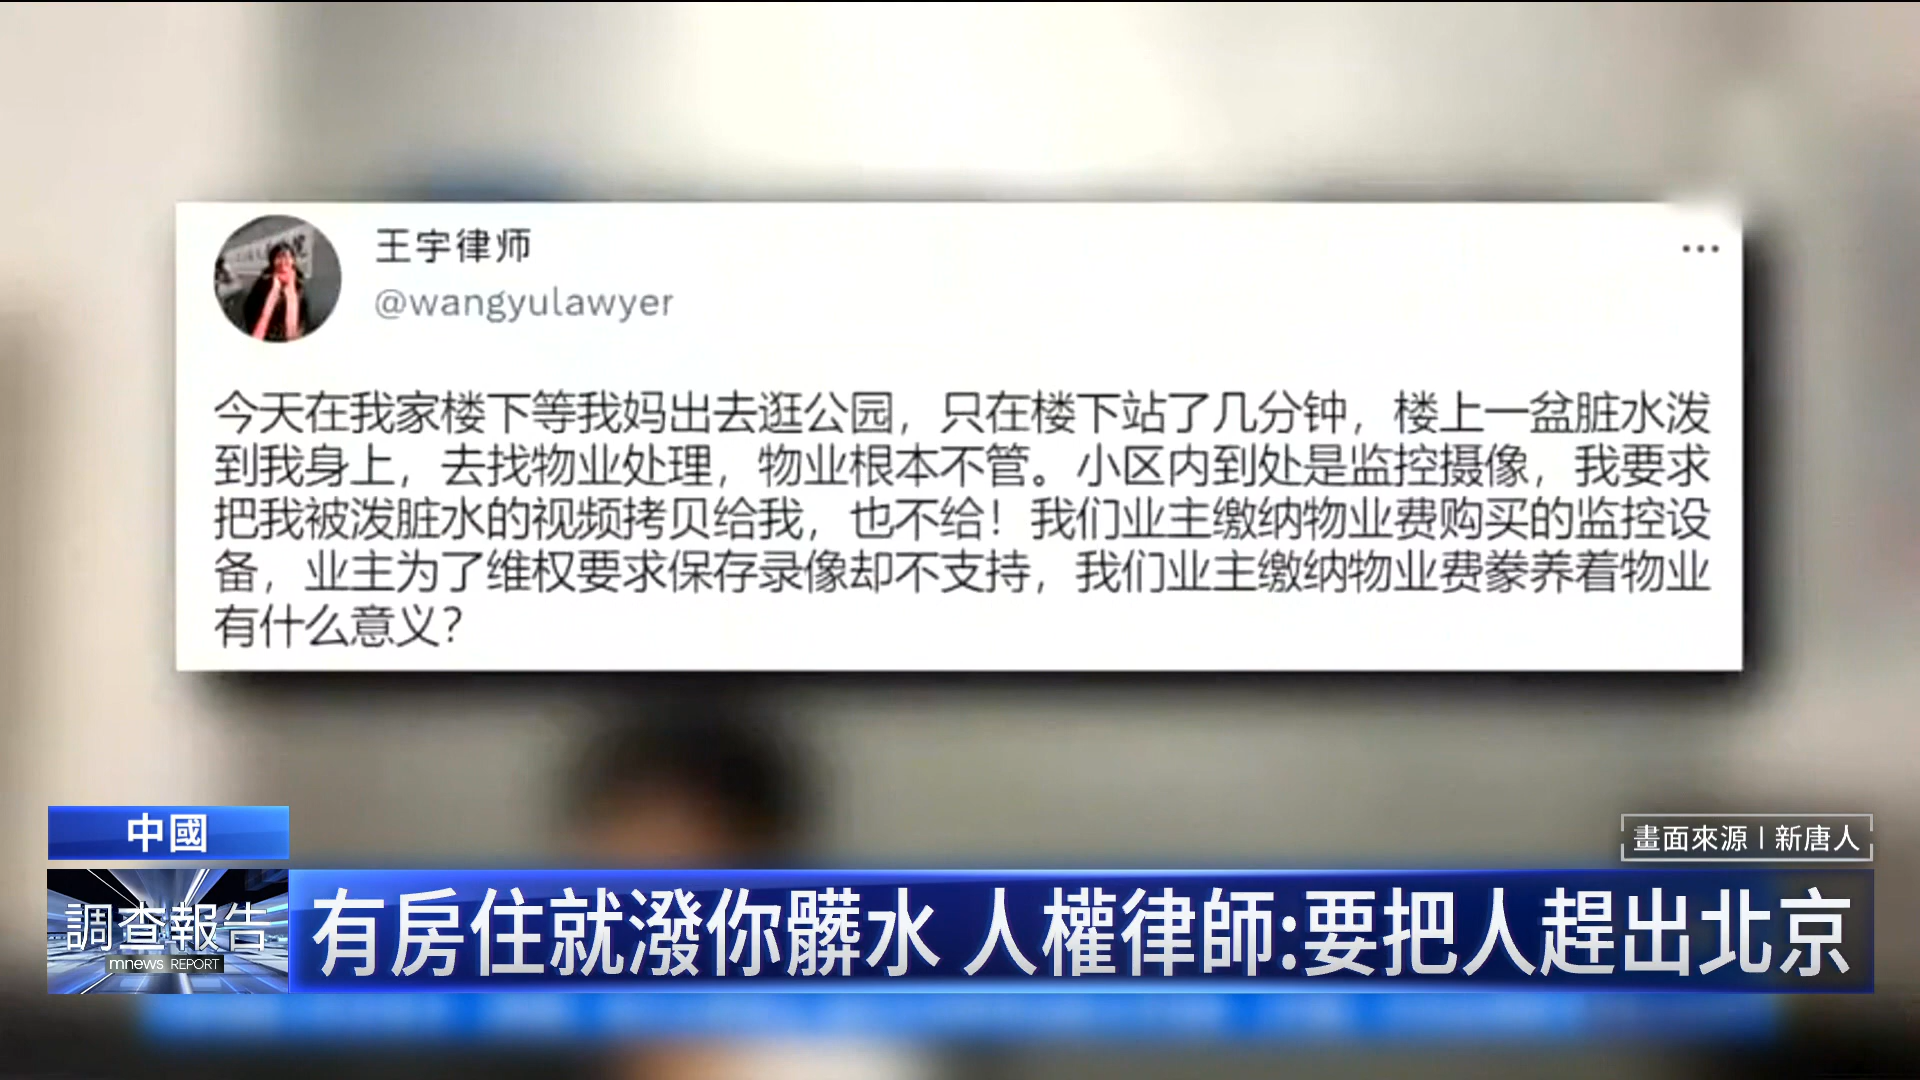 王宇律师
@wangyulawyer
今天在我家楼下等我妈出去逛公园，只在楼下站了几分钟，楼上一盆脏水泼
到我身上，去找物业处理，物业根本不管。小区内到处是监控摄像，我要求
把我被泼脏水的视频拷贝给我，也不给！我们业主缴纳物业费购买的监控设
备，业主为了维权要求保存录像却不支持，我们业主缴纳物业费豢养着物业
有什么意义？
中國
畫面來源 | 新唐人
調查報告
mnews REPORT
有房住就潑你髒水 人權律師:要把人趕出北京